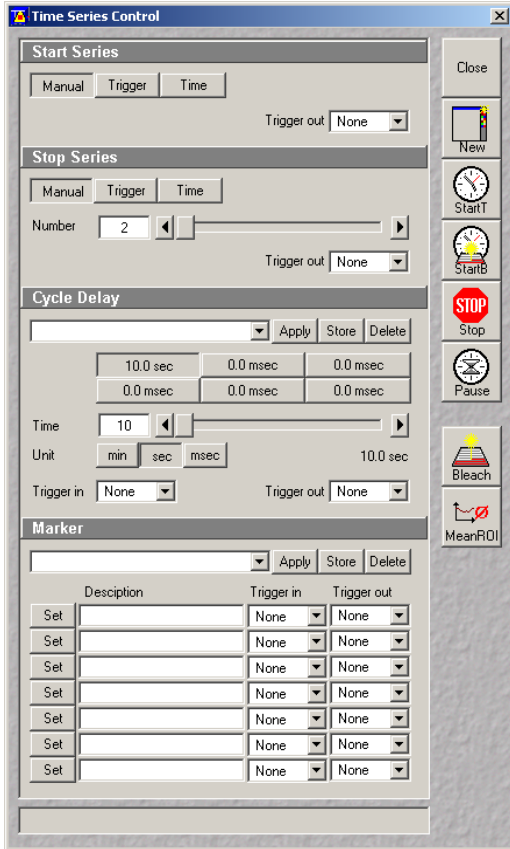 Time Series Control
Start Series
Manual Trigger Time
Trigger out None
Stop Series
Manual Trigger Time
Number 2
Trigger out None
Cycle Delay
Apply Store Delete
10.0 sec 0.0 msec 0.0 msec
0.0 msec 0.0 msec 0.0 msec
Time 10
Unit min sec msec 10.0 sec
Trigger in None Trigger out None
Marker
Apply Store Delete
Desciption Trigger in Trigger out
Set None None
Set None None
Set None None
Set None None
Set None None
Set None None
Set None None
Close
New
StartT
StartB
STOP
Stop
Pause
Bleach
MeanROI